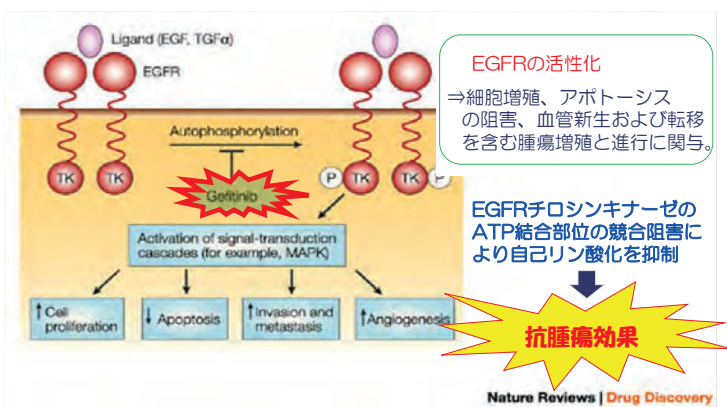 Ligand (EGF, TGFα)
EGFR
Autophosphorylation
TK
TK
Gefitinib
P
TK
TK
P
Activation of signal-transduction
cascades (for example, MAPK)
↑Cell
proliferation
↓ Apoptosis
↑Invasion and
metastasis
↑Angiogenesis
EGFRの活性化
⇒細胞増殖、アポトーシス
の阻害、血管新生および転移
を含む腫瘍増殖と進行に関与。
EGFRチロシンキナーゼの
ATP結合部位の競合阻害に
より自己リン酸化を抑制
抗腫瘍効果
Nature Reviews | Drug Discovery